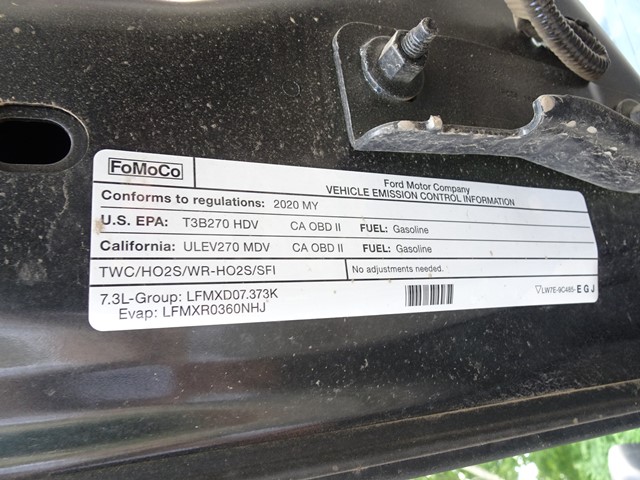 FoMoCo
Ford Motor Company
VEHICLE EMISSION CONTROL INFORMATION
Conforms to regulations: 2020 MY
U.S. EPA: T3B270 HDV CA OBD II FUEL: Gasoline
California: ULEV270 MDV CA OBD II FUEL: Gasoline
TWC/HO2S/WR-HO2S/SFI No adjustments needed.
7.3L-Group: LFMXD07.373K
Evap: LFMXR0360NHJ
LW7E-9C485-EGJ